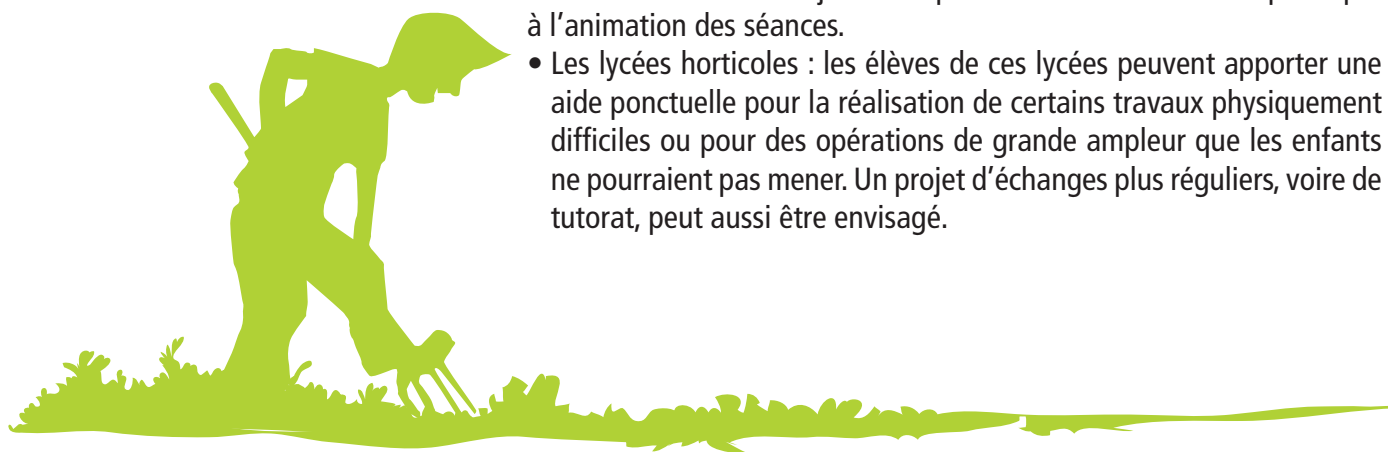 à l’animation des séances.
• Les lycées horticoles : les élèves de ces lycées peuvent apporter une
aide ponctuelle pour la réalisation de certains travaux physiquement
difficiles ou pour des opérations de grande ampleur que les enfants
ne pourraient pas mener. Un projet d’échanges plus réguliers, voire de
tutorat, peut aussi être envisagé.